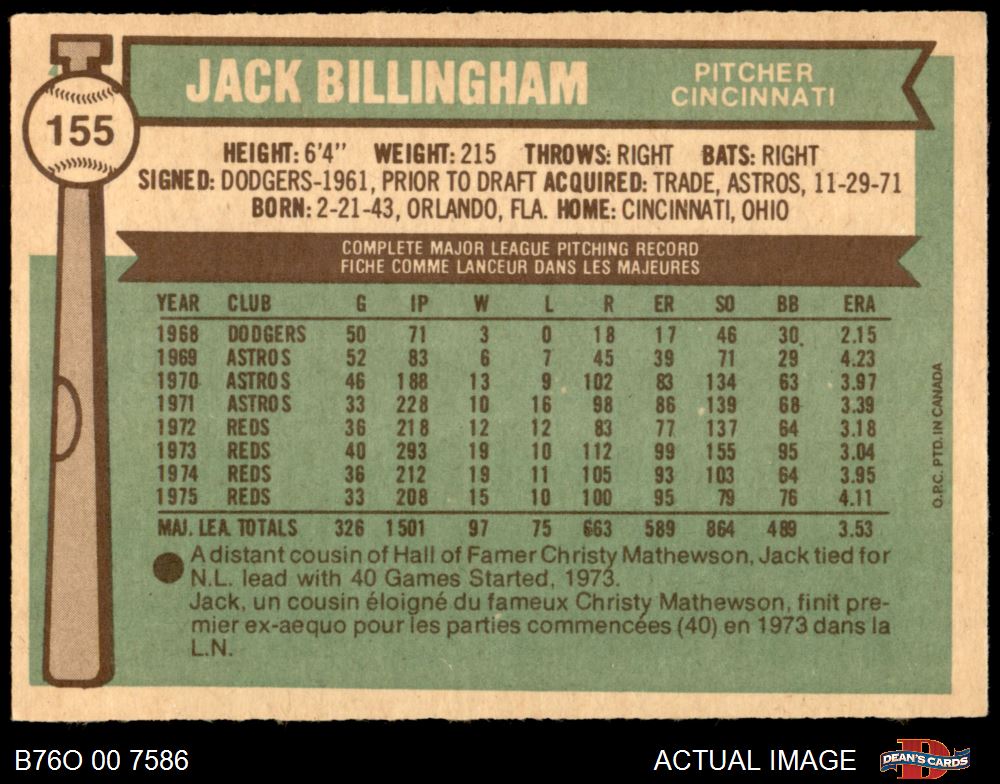 JACK BILLINGHAM
PITCHER
CINCINNATI
155
HEIGHT: 6'4" WEIGHT: 215 THROWS: RIGHT BATS: RIGHT
SIGNED: DODGERS-1961, PRIOR TO DRAFT ACQUIRED: TRADE, ASTROS, 11-29-71
BORN: 2-21-43, ORLANDO, FLA. HOME: CINCINNATI, OHIO
COMPLETE MAJOR LEAGUE PITCHING RECORD
FICHE COMME LANCEUR DANS LES MAJEURES
YEAR CLUB G IP W L R ER SO BB ERA
1968 DODGERS 50 71 3 0 18 17 46 30 2.15
1969 ASTROS 52 83 6 7 45 39 71 29 4.23
1970 ASTROS 46 188 13 9 102 83 134 63 3.97
1971 ASTROS 33 228 10 16 98 86 139 68 3.39
1972 REDS 36 218 12 12 83 77 137 64 3.18
1973 REDS 40 293 19 10 112 99 155 95 3.04
1974 REDS 36 212 19 11 105 93 103 64 3.95
1975 REDS 33 208 15 10 100 95 79 76 4.11
MAJ. LEA. TOTALS 326 1501 97 75 663 589 864 489 3.53
A distant cousin of Hall of Famer Christy Mathewson, Jack tied for
N.L. lead with 40 Games Started, 1973.
Jack, un cousin éloigné du fameux Christy Mathewson, finit pre-
mier ex-aequo pour les parties commencées (40) en 1973 dans la
L.N.
O.P.C. PTD. IN CANADA
B76O 00 7586
ACTUAL IMAGE
DEAN'S CARDS